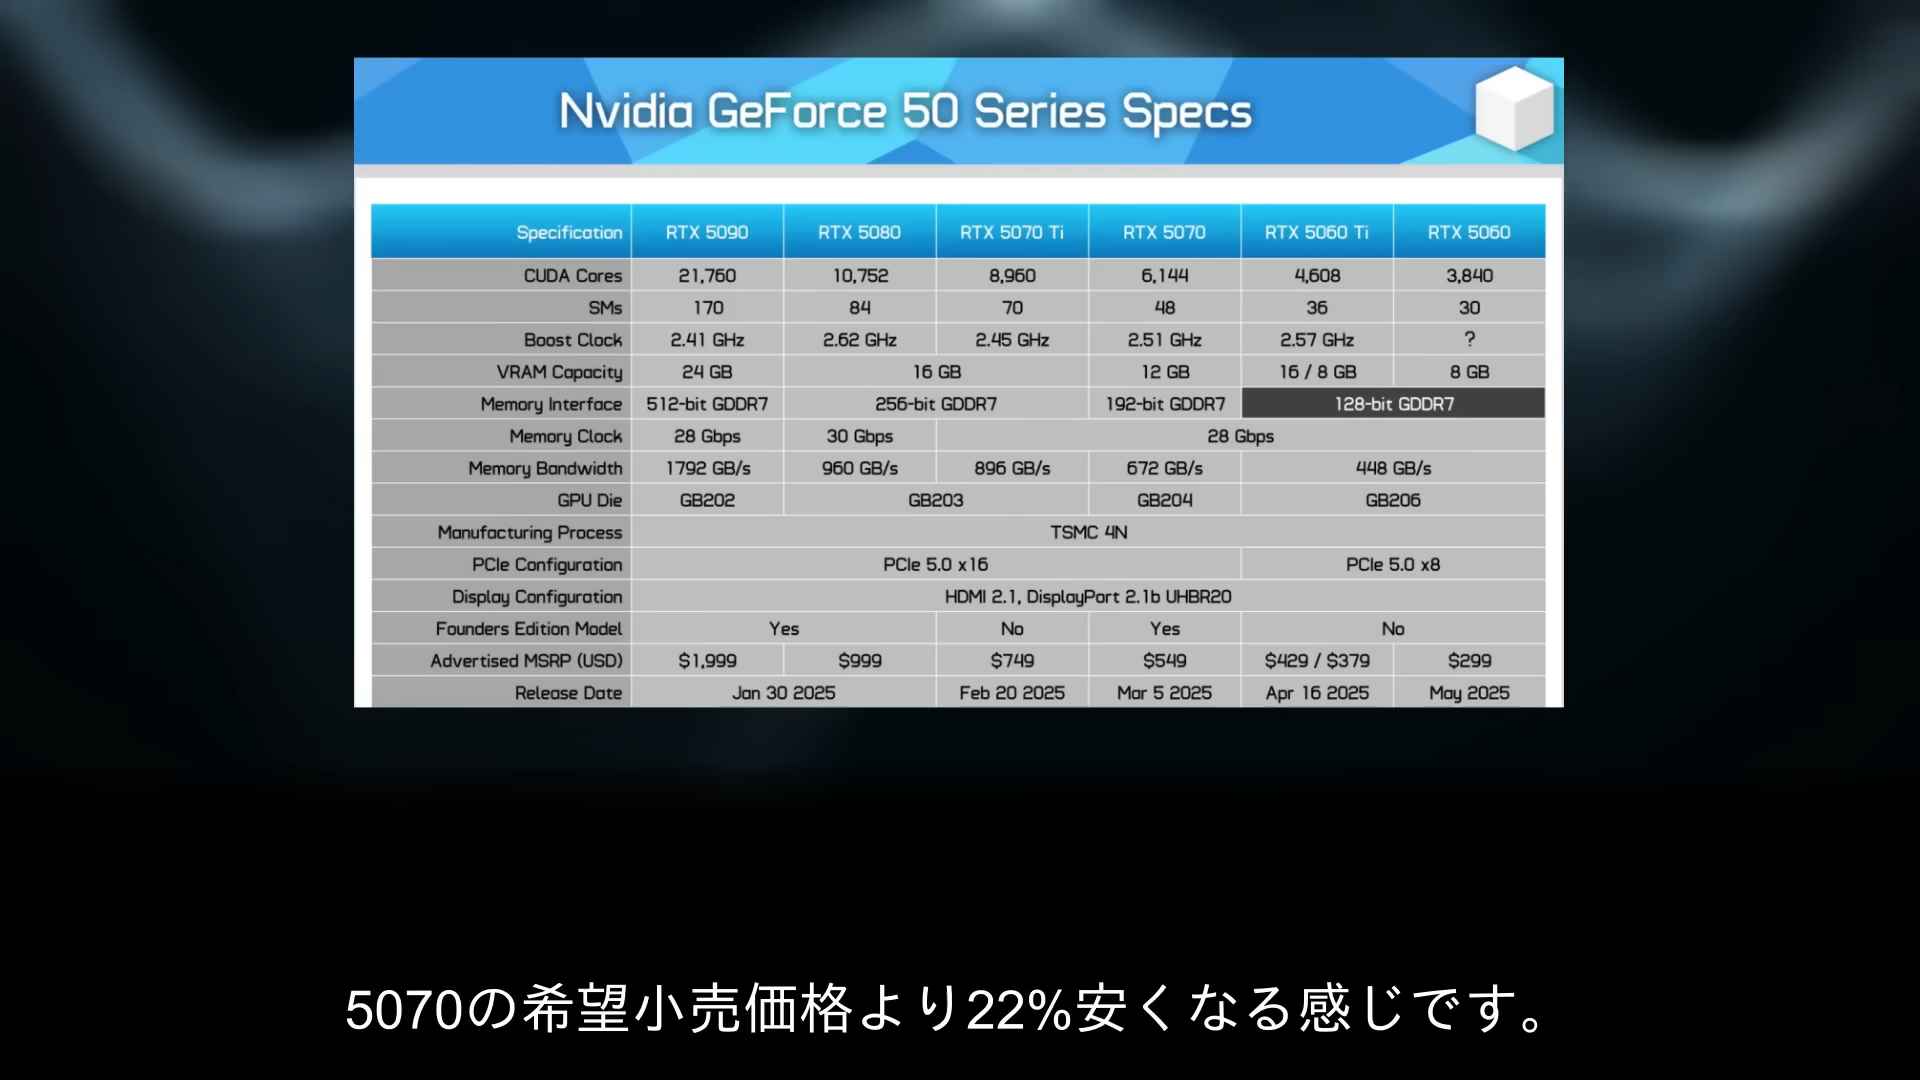 Nvidia GeForce 50 Series Specs
Specification RTX 5090 RTX 5080 RTX 5070 Ti RTX 5070 RTX 5060 Ti RTX 5060
CUDA Cores 21,760 10,752 8,960 6,144 4,608 3,840
SMs 170 84 70 48 36 30
Boost Clock 2.41 GHz 2.62 GHz 2.45 GHz 2.51 GHz 2.57 GHz ?
VRAM Capacity 24 GB 16 GB 12 GB 16 / 8 GB 8 GB
Memory Interface 512-bit GDDR7 256-bit GDDR7 192-bit GDDR7 128-bit GDDR7
Memory Clock 28 Gbps 30 Gbps 28 Gbps
Memory Bandwidth 1792 GB/s 960 GB/s 896 GB/s 672 GB/s 448 GB/s
GPU Die GB202 GB203 GB204 GB206
Manufacturing Process TSMC 4N
PCIe Configuration PCIe 5.0 x16 PCIe 5.0 x8
Display Configuration HDMI 2.1, DisplayPort 2.1b UHBR20
Founders Edition Model Yes No Yes No
Advertised MSRP (USD) $1,999 $999 $749 $549 $429 / $379 $299
Release Date Jan 30 2025 Feb 20 2025 Mar 5 2025 Apr 16 2025 May 2025
5070の希望小売価格より22%安くなる感じです。